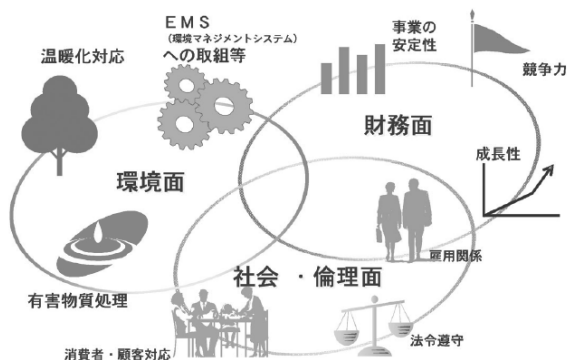 EMS
(環境マネジメントシステム)
への取組等
温暖化対応
事業の
安定性
競争力
財務面
成長性
環境面
雇用関係
社会・倫理面
有害物質処理
法令遵守
消費者・顧客対応